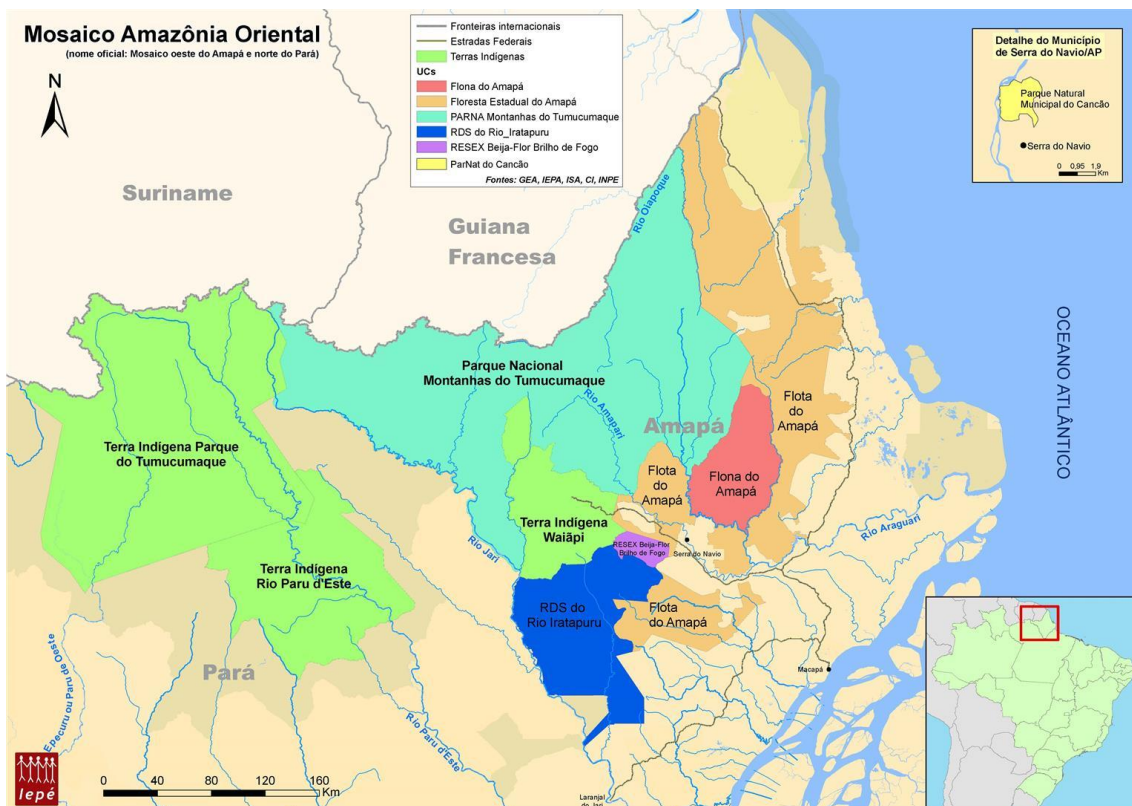 Mosaico Amazônia Oriental
(nome oficial: Mosaico oeste do Amapá e norte do Pará)
N
Fronteiras internacionais
Estradas Federais
Terras Indígenas
UCs
Flona do Amapá
Floresta Estadual do Amapá
PARNA Montanhas do Tumucumaque
RDS do Rio_Iratapuru
RESEX Beija-Flor Brilho de Fogo
ParNat do Cancão
Fontes: GEA, IEPA, ISA, CI, INPE
Detalhe do Município
de Serra do Navio/AP
Parque Natural
Municipal do Cancão
Serra do Navio
0 0,95 1,9
Km
Suriname
Guiana
Francesa
Rio Oiapoque
OCEANO ATLÂNTICO
Parque Nacional
Montanhas do Tumucumaque
Rio Amapari
Amapá
Flota
do
Amapá
Terra Indígena Parque
do Tumucumaque
Flota
do
Amapá
Flona do
Amapá
Terra Indígena
Waiãpi
Rio Araguari
RESEX Beija-Flor
Brilho de Fogo
Serra do Navio
Rio Jari
Terra Indígena
Rio Paru d'Este
RDS do
Rio Iratapuru
Flota
do Amapá
Pará
Macapá
Epecuru ou Paru de Oeste
Rio Paru d'Este
Laranjal
do Jari
Iepé
0 40 80 120 160
Km